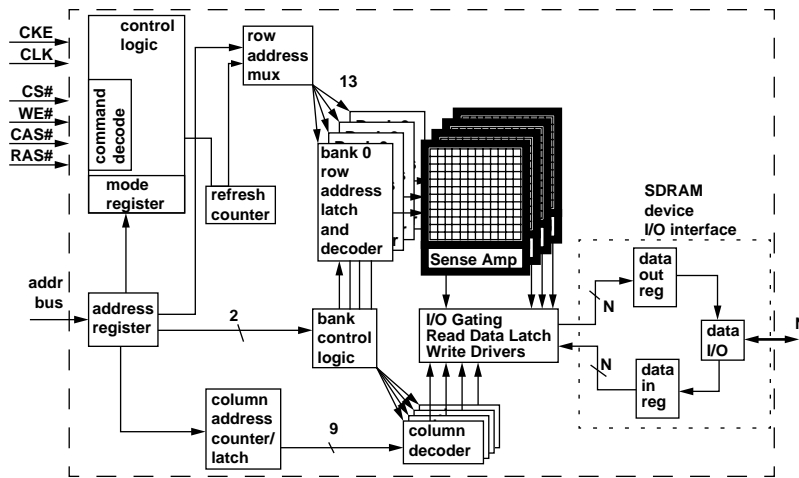 CKE
CLK
CS#
WE#
CAS#
RAS#
control
logic
command
decode
mode
register
row
address
mux
13
refresh
counter
bank 0
row
address
latch
and
decoder
Sense Amp
SDRAM
device
I/O interface
addr
bus
address
register
2
bank
control
logic
I/O Gating
Read Data Latch
Write Drivers
N
data
out
reg
data
I/O
N
data
in
reg
column
address
counter/
latch
9
column
decoder